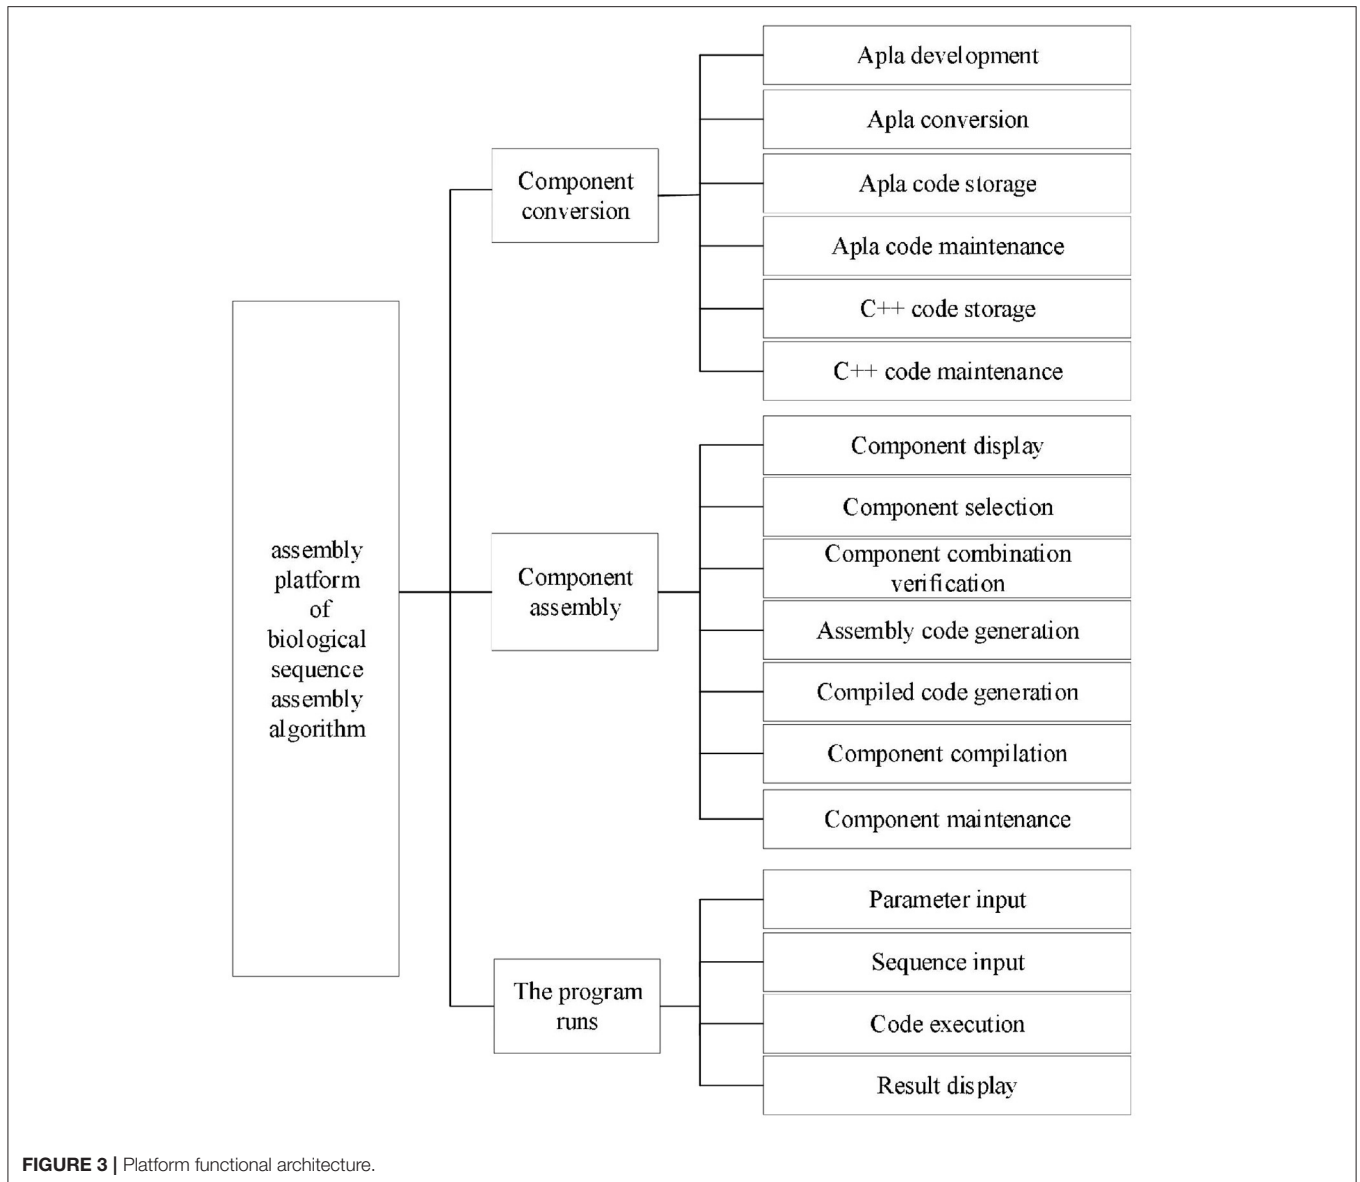 assembly
platform
of
biological
sequence
assembly
algorithm
Component
conversion
Apla development
Apla conversion
Apla code storage
Apla code maintenance
C++ code storage
C++ code maintenance
Component
assembly
Component display
Component selection
Component combination
verification
Assembly code generation
Compiled code generation
Component compilation
Component maintenance
The program
runs
Parameter input
Sequence input
Code execution
Result display
FIGURE 3 | Platform functional architecture.